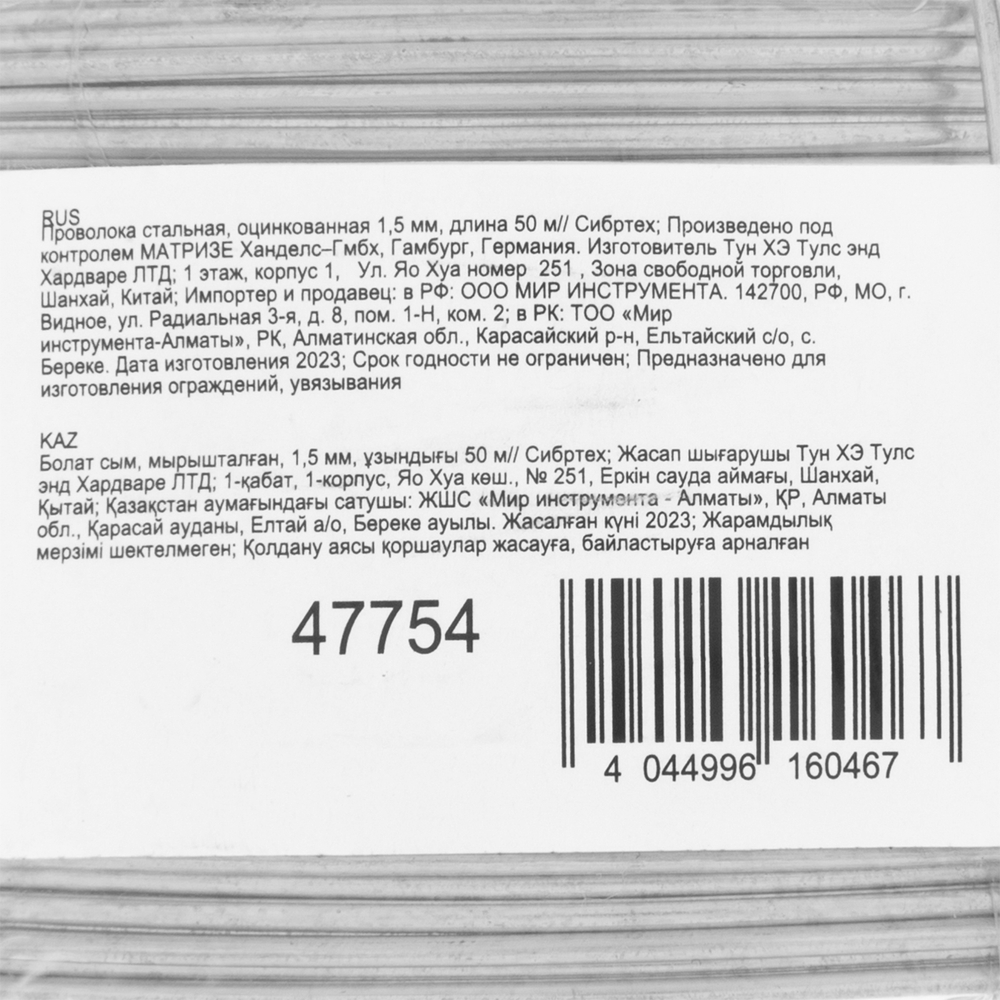 RUS
Проволока стальная, оцинкованная 1,5 мм, длина 50 м// Сибртех; Произведено под
контролем МАТРИЗЕ Ханделс–Гмбх, Гамбург, Германия. Изготовитель Тун ХЭ Тулс энд
Хардваре ЛТД; 1 этаж, корпус 1, Ул. Яо Хуа номер 251 , Зона свободной торговли,
Шанхай, Китай; Импортер и продавец: в РФ: ООО МИР ИНСТРУМЕНТА. 142700, РФ, МО, г.
Видное, ул. Радиальная 3-я, д. 8, пом. 1-Н, ком. 2; в РК: ТОО «Мир
инструмента-Алматы», РК, Алматинская обл., Карасайский р-н, Ельтайский с/о, с.
Береке. Дата изготовления 2023; Срок годности не ограничен; Предназначено для
изготовления ограждений, увязывания
KAZ
Болат сым, мырышталған, 1,5 мм, ұзындығы 50 м// Сибртех; Жасап шығарушы Тун ХЭ Тулс
энд Хардваре ЛТД; 1-қабат, 1-корпус, Яо Хуа көш., № 251, Еркін сауда аймағы, Шанхай,
Қытай; Қазақстан аумағындағы сатушы: ЖШС «Мир инструмента - Алматы», ҚР, Алматы
обл., Қарасай ауданы, Елтай а/о, Береке ауылы. Жасалған күні 2023; Жарамдылық
мерзімі шектелмеген; Қолдану аясы қоршаулар жасауға, байластыруға арналған
47754
4 044996 160467